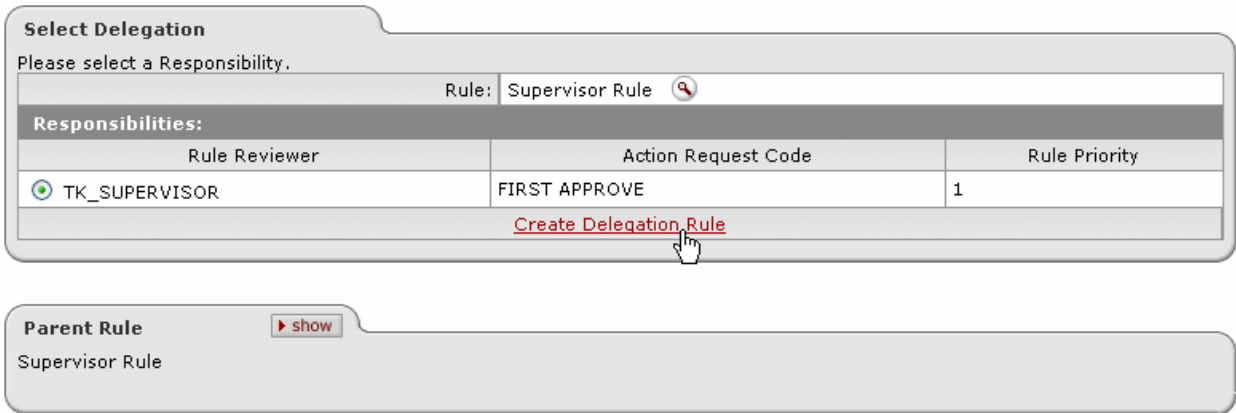 Select Delegation
Please select a Responsibility.
Rule: Supervisor Rule
Responsibilities:
Rule Reviewer Action Request Code Rule Priority
TK_SUPERVISOR FIRST APPROVE 1
Create Delegation Rule
Parent Rule show
Supervisor Rule